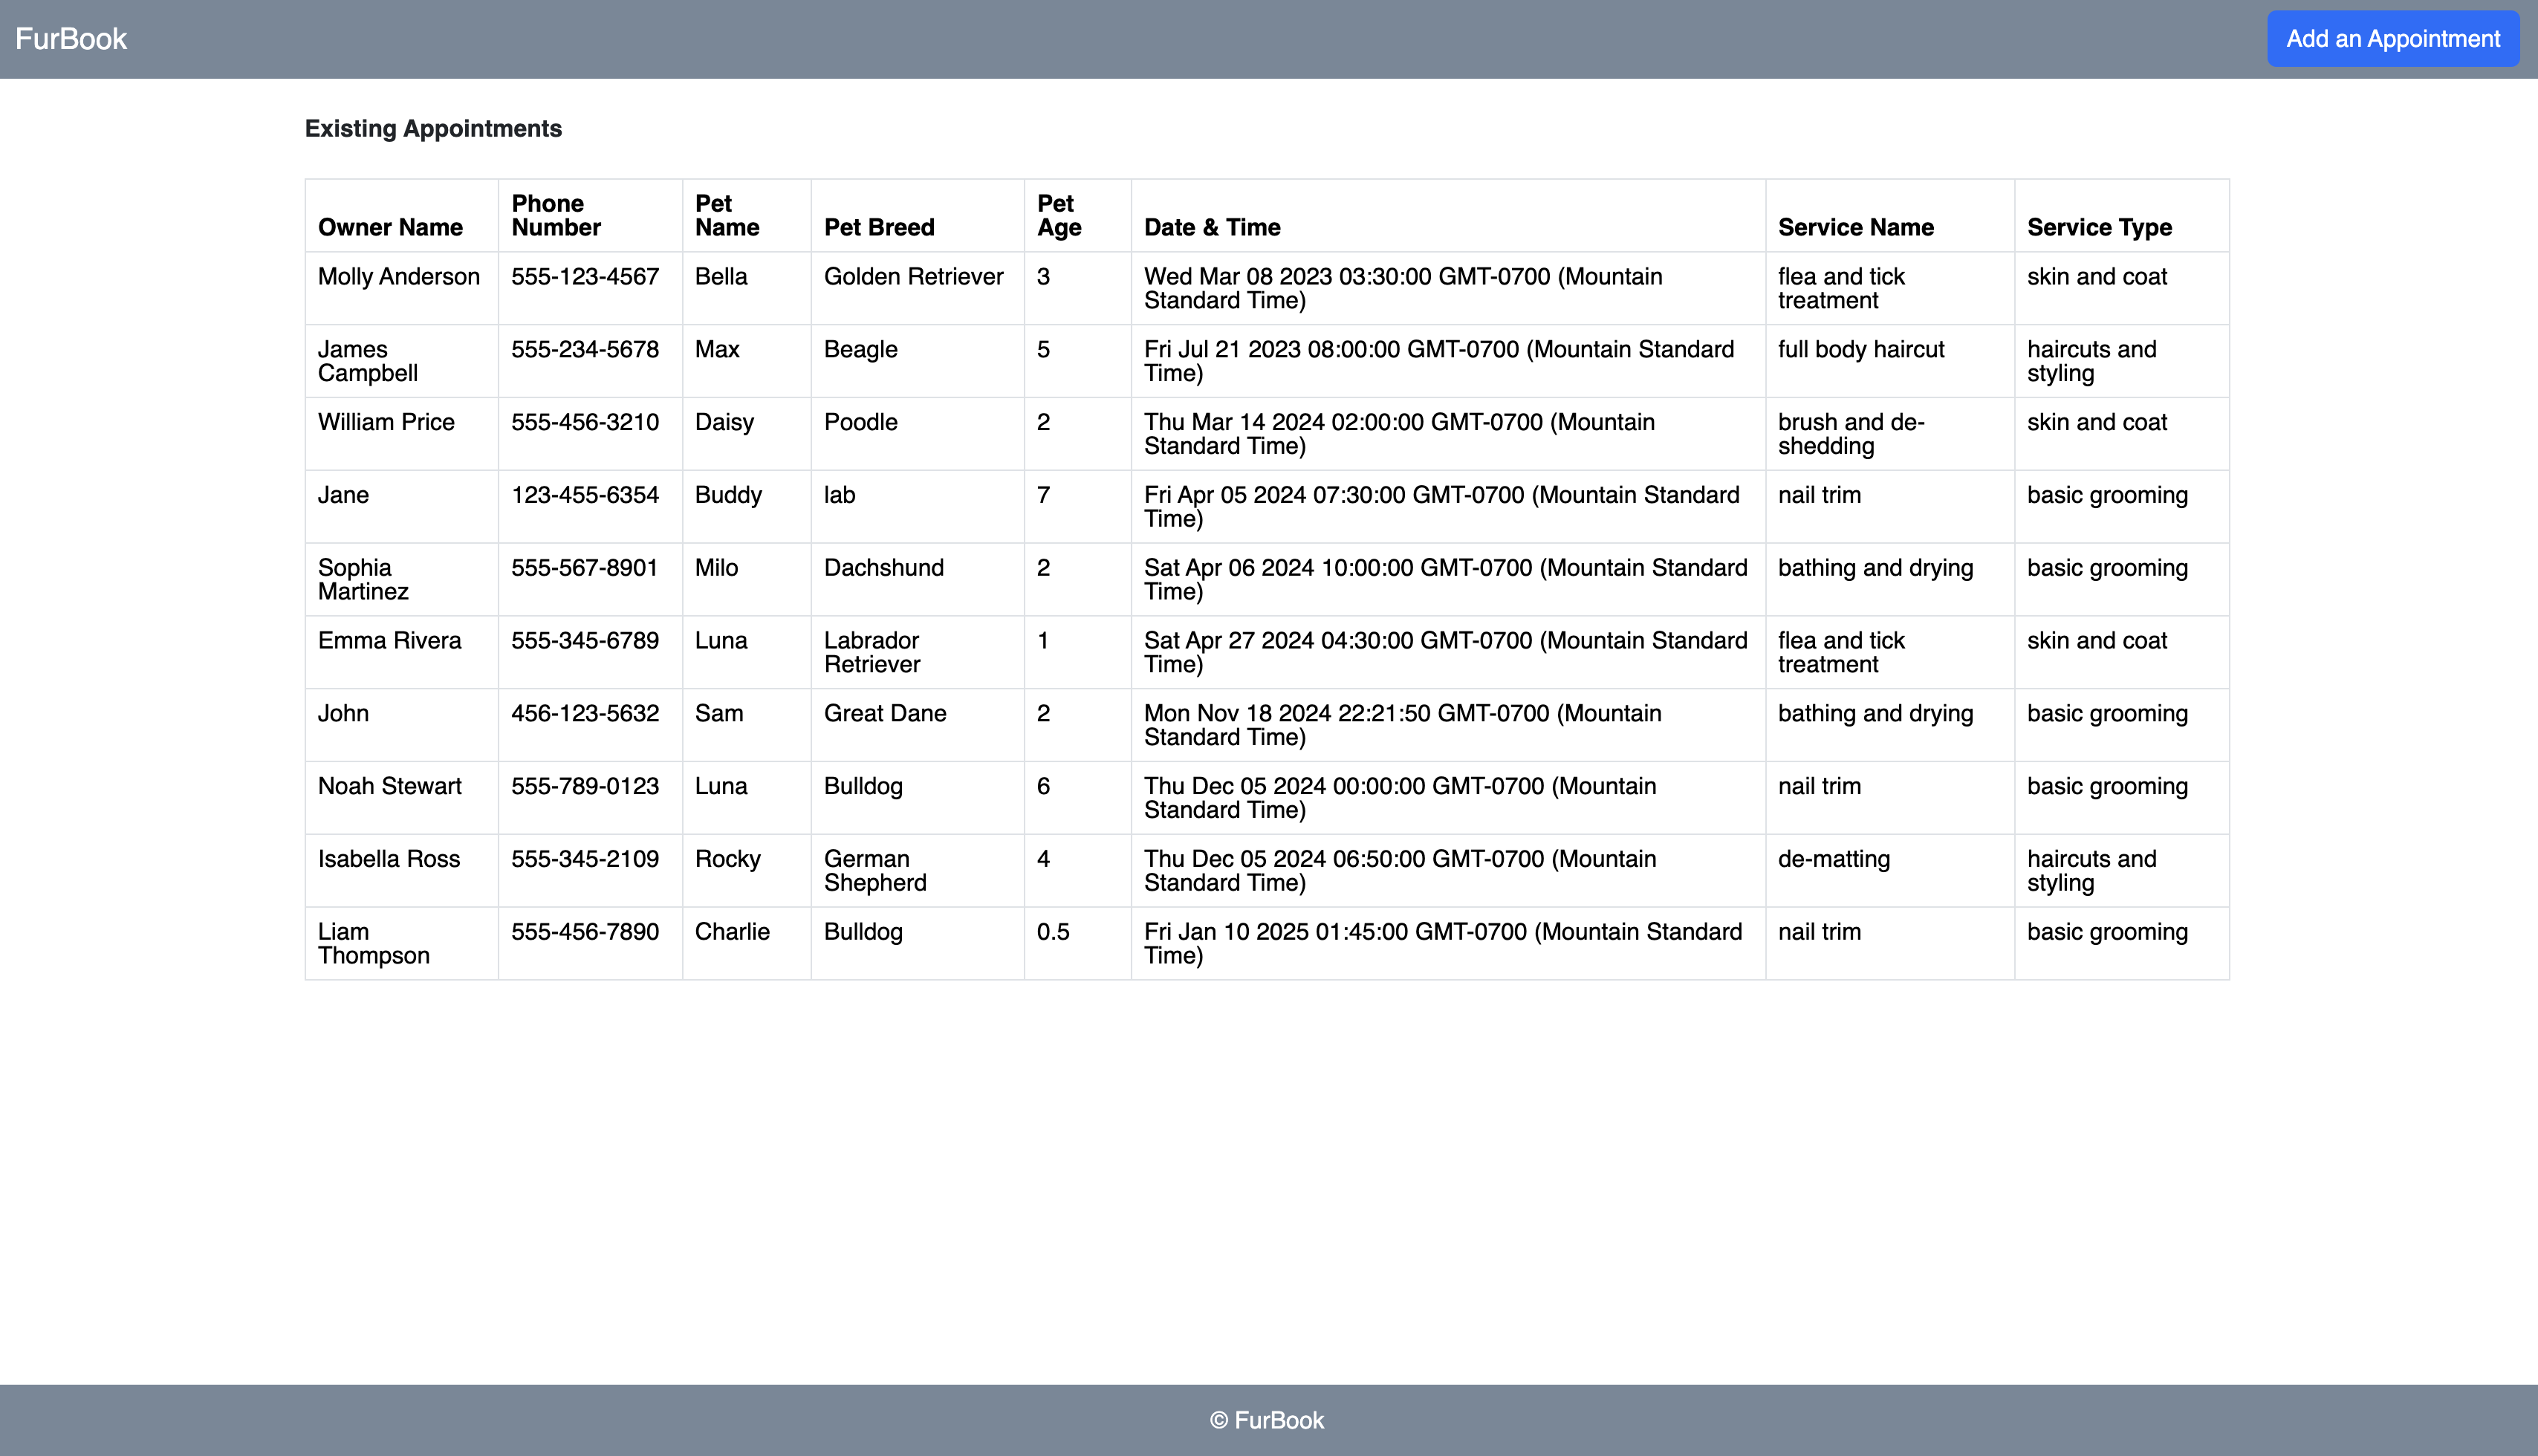 FurBook
Add an Appointment
Existing Appointments
Owner Name Phone Number Pet Name Pet Breed Pet Age Date & Time Service Name Service Type
Molly Anderson 555-123-4567 Bella Golden Retriever 3 Wed Mar 08 2023 03:30:00 GMT-0700 (Mountain Standard Time) flea and tick treatment skin and coat
James Campbell 555-234-5678 Max Beagle 5 Fri Jul 21 2023 08:00:00 GMT-0700 (Mountain Standard Time) full body haircut haircuts and styling
William Price 555-456-3210 Daisy Poodle 2 Thu Mar 14 2024 02:00:00 GMT-0700 (Mountain Standard Time) brush and de-shedding skin and coat
Jane 123-455-6354 Buddy lab 7 Fri Apr 05 2024 07:30:00 GMT-0700 (Mountain Standard Time) nail trim basic grooming
Sophia Martinez 555-567-8901 Milo Dachshund 2 Sat Apr 06 2024 10:00:00 GMT-0700 (Mountain Standard Time) bathing and drying basic grooming
Emma Rivera 555-345-6789 Luna Labrador Retriever 1 Sat Apr 27 2024 04:30:00 GMT-0700 (Mountain Standard Time) flea and tick treatment skin and coat
John 456-123-5632 Sam Great Dane 2 Mon Nov 18 2024 22:21:50 GMT-0700 (Mountain Standard Time) bathing and drying basic grooming
Noah Stewart 555-789-0123 Luna Bulldog 6 Thu Dec 05 2024 00:00:00 GMT-0700 (Mountain Standard Time) nail trim basic grooming
Isabella Ross 555-345-2109 Rocky German Shepherd 4 Thu Dec 05 2024 06:50:00 GMT-0700 (Mountain Standard Time) de-matting haircuts and styling
Liam Thompson 555-456-7890 Charlie Bulldog 0.5 Fri Jan 10 2025 01:45:00 GMT-0700 (Mountain Standard Time) nail trim basic grooming
© FurBook